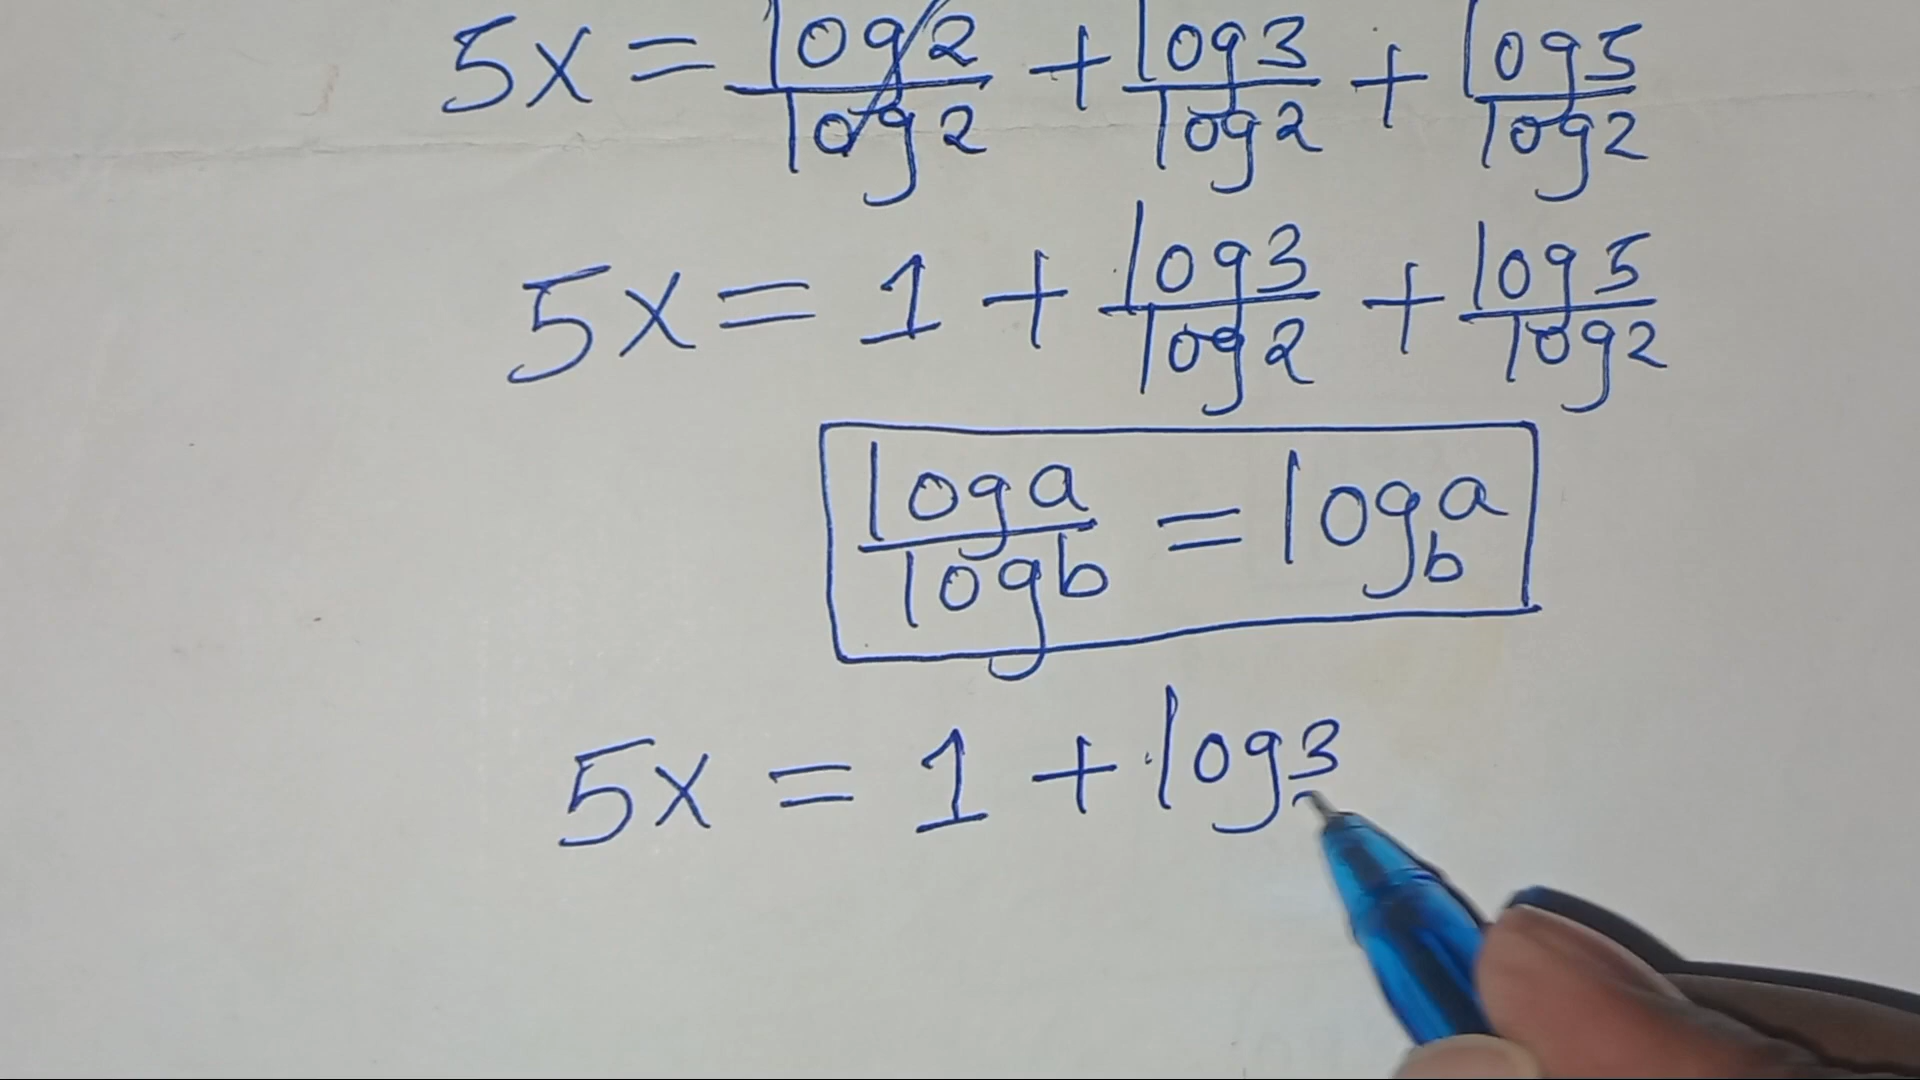 5x = log2/log2 + log3/log2 + log5/log2
5x = 1 + log3/log2 + log5/log2
loga/logb = log_b a
5x = 1 + log3